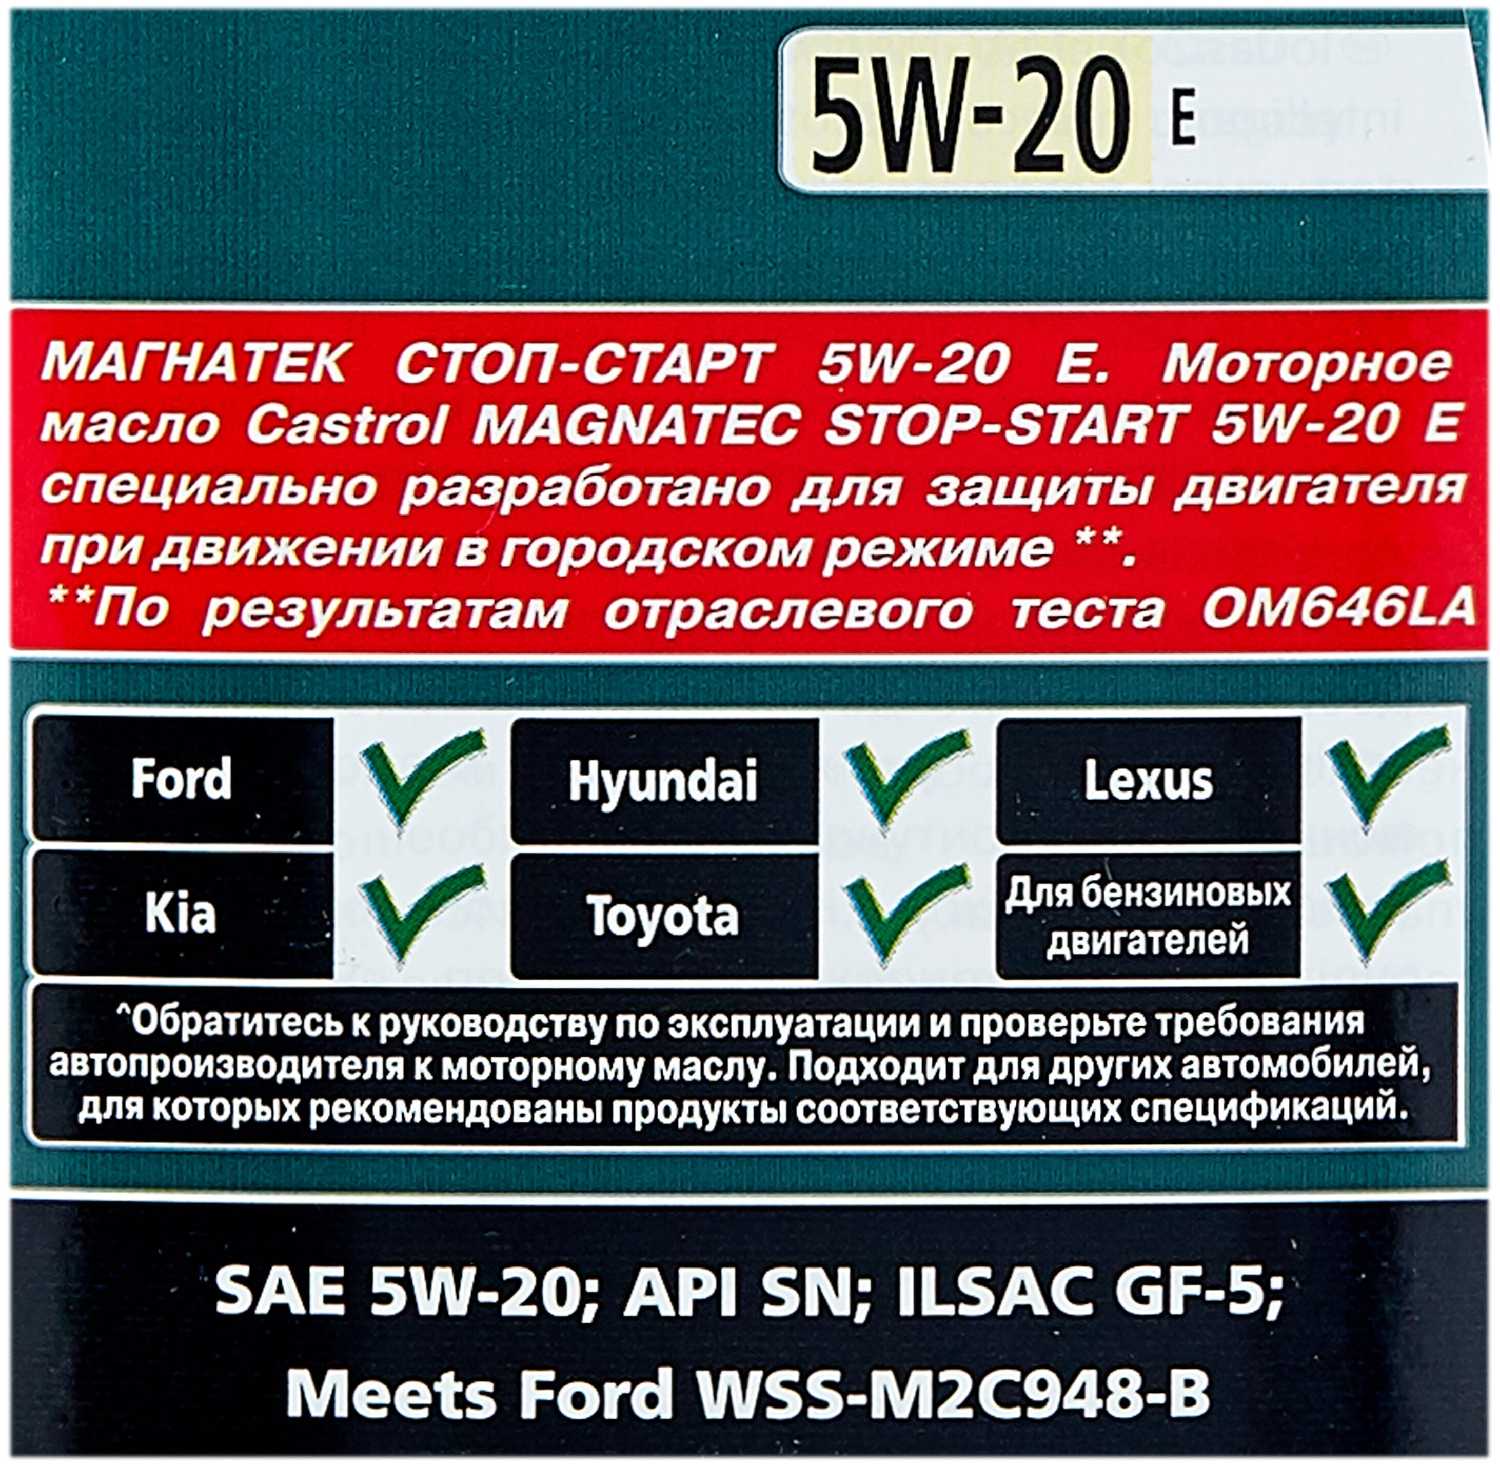 5W-20 E
МАГНАТЕК СТОП-СТАРТ 5W-20 E. Моторное
масло Castrol MAGNATEC STOP-START 5W-20 E
специально разработано для защиты двигателя
при движении в городском режиме **.
**По результатам отраслевого теста OM646LA
Ford
Hyundai
Lexus
Kia
Toyota
Для бензиновых
двигателей
^Обратитесь к руководству по эксплуатации и проверьте требования
автопроизводителя к моторному маслу. Подходит для других автомобилей,
для которых рекомендованы продукты соответствующих спецификаций.
SAE 5W-20; API SN; ILSAC GF-5;
Meets Ford WSS-M2C948-B